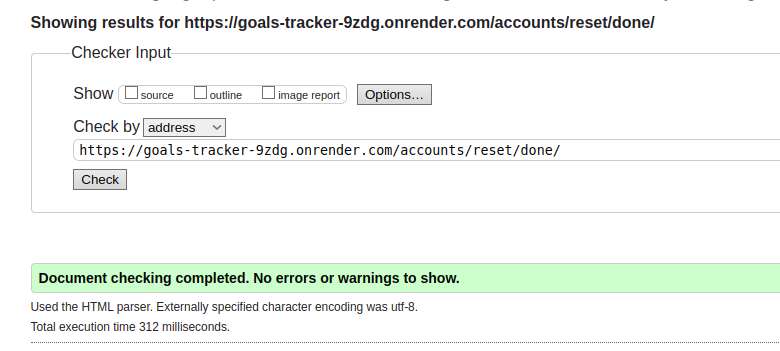 Showing results for https://goals-tracker-9zdg.onrender.com/accounts/reset/done/
Checker Input
Show source outline image report Options...
Check by address
https://goals-tracker-9zdg.onrender.com/accounts/reset/done/
Check
Document checking completed. No errors or warnings to show.
Used the HTML parser. Externally specified character encoding was utf-8.
Total execution time 312 milliseconds.